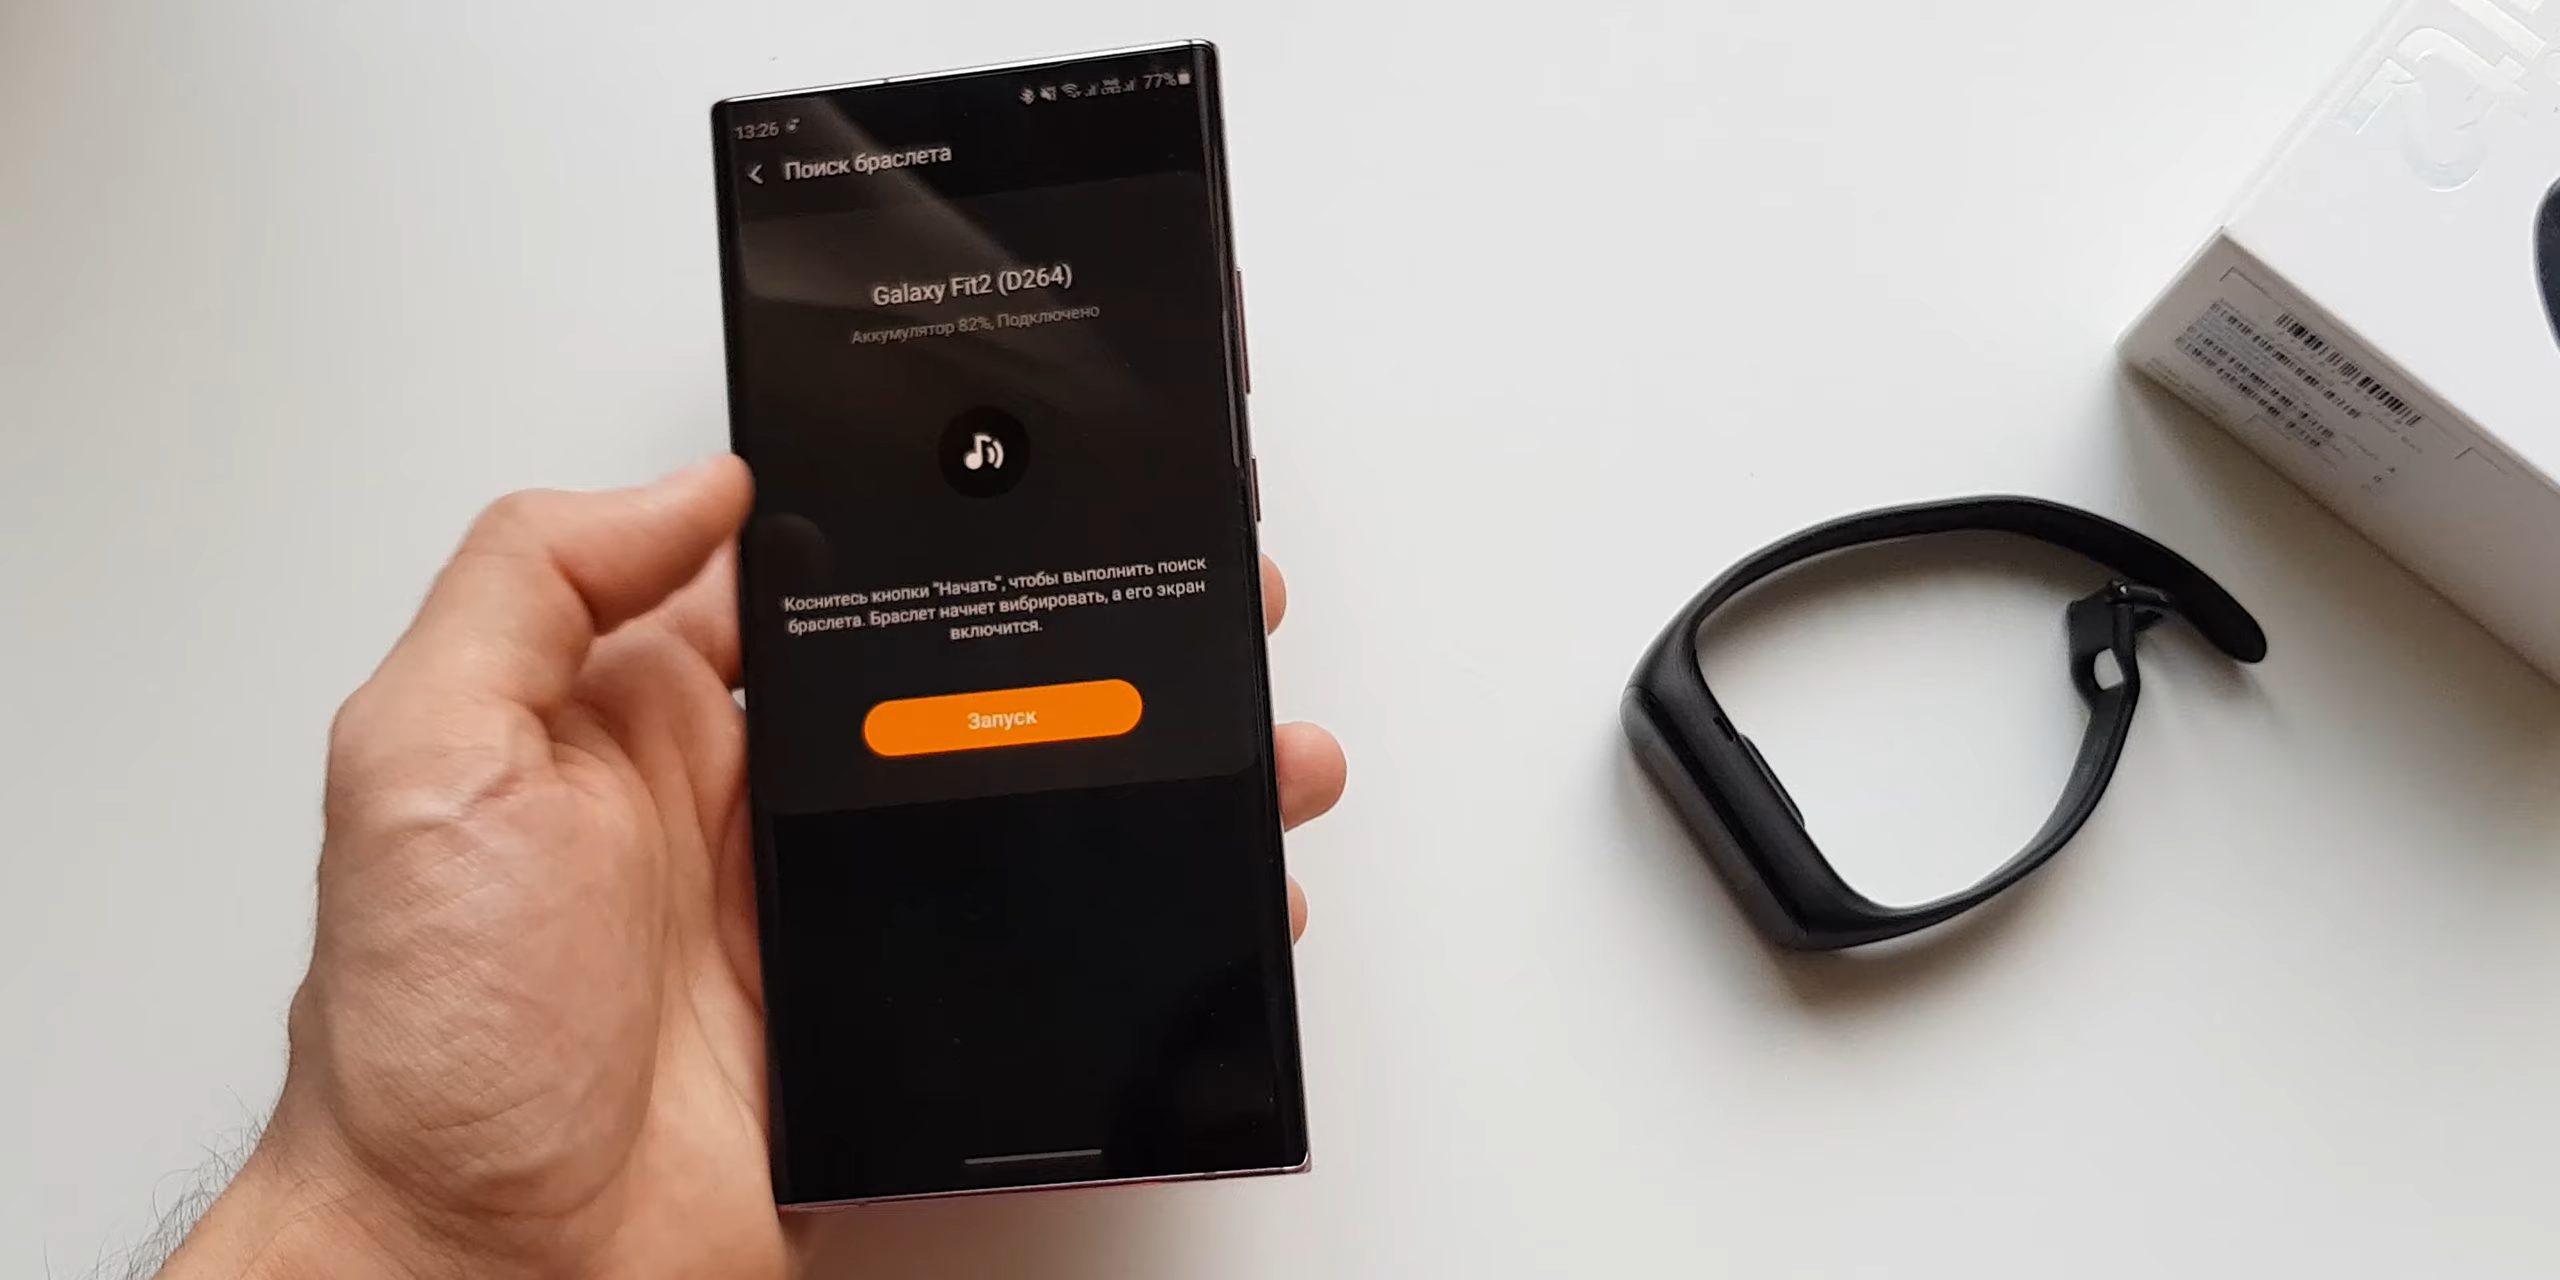 13:26
77%
Поиск браслета
Galaxy Fit2 (D264)
Аккумулятор 82%, Подключено
Коснитесь кнопки "Начать", чтобы выполнить поиск
браслета. Браслет начнет вибрировать, а его экран
включится.
Запуск